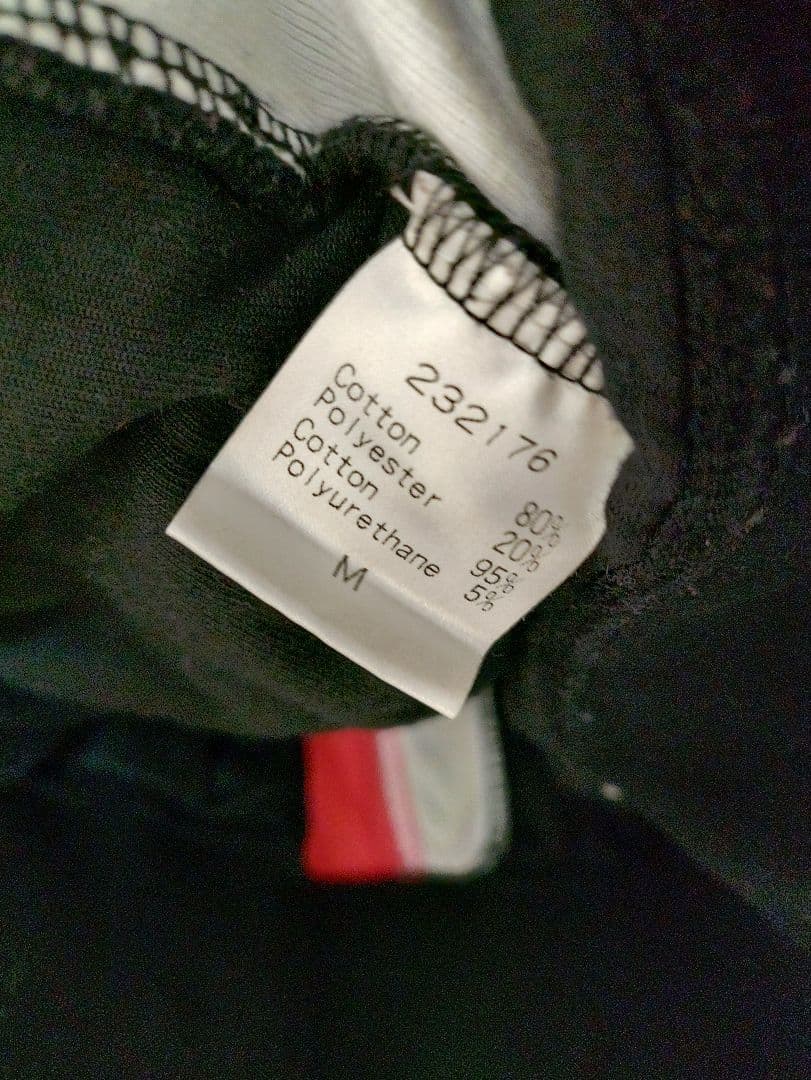 232176
Cotton 80%
Polyester 20%
Cotton 95%
Polyurethane 5%
M